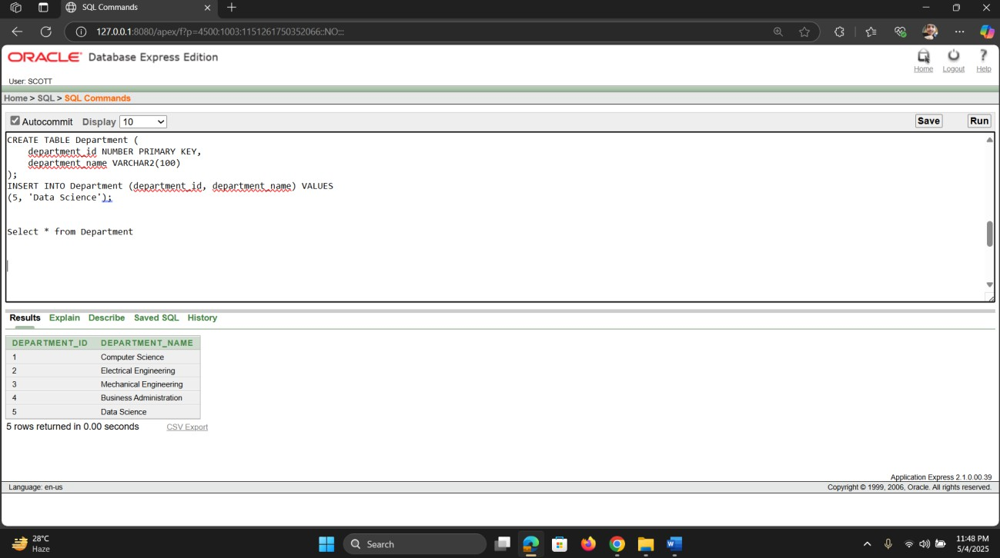 SQL Commands
127.0.0.1:8080/apex/f?p=4500:1003:1151261750352066::NO:::
ORACLE Database Express Edition
Home Logout Help
User: SCOTT
Home > SQL > SQL Commands
Autocommit Display 10 Save Run
CREATE TABLE Department (
department_id NUMBER PRIMARY KEY,
department_name VARCHAR2(100)
);
INSERT INTO Department (department_id, department_name) VALUES
(5, 'Data Science');
Select * from Department
Results Explain Describe Saved SQL History
DEPARTMENT_ID DEPARTMENT_NAME
1 Computer Science
2 Electrical Engineering
3 Mechanical Engineering
4 Business Administration
5 Data Science
5 rows returned in 0.00 seconds CSV Export
Application Express 2.1.0.00.39
Language: en-us Copyright © 1999, 2006, Oracle. All rights reserved.
28°C
Haze
Search
11:48 PM
5/4/2025